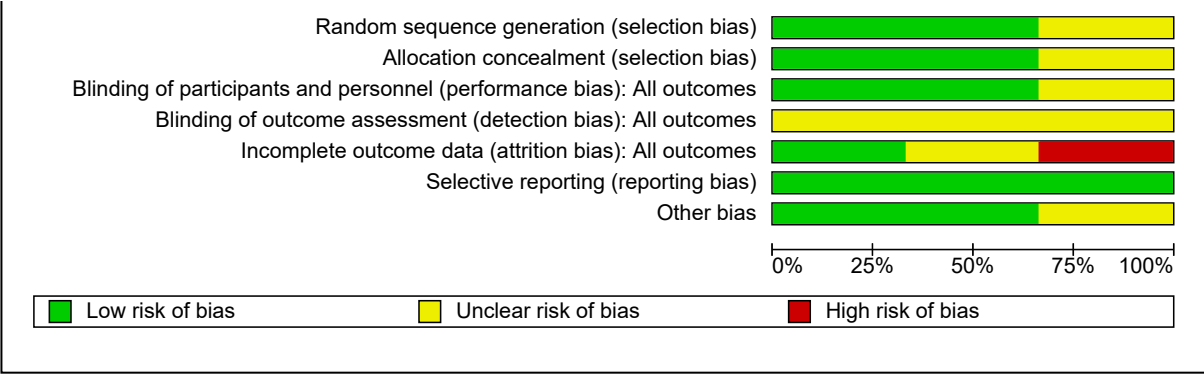 Random sequence generation (selection bias)
Allocation concealment (selection bias)
Blinding of participants and personnel (performance bias): All outcomes
Blinding of outcome assessment (detection bias): All outcomes
Incomplete outcome data (attrition bias): All outcomes
Selective reporting (reporting bias)
Other bias
0% 25% 50% 75% 100%
Low risk of bias Unclear risk of bias High risk of bias